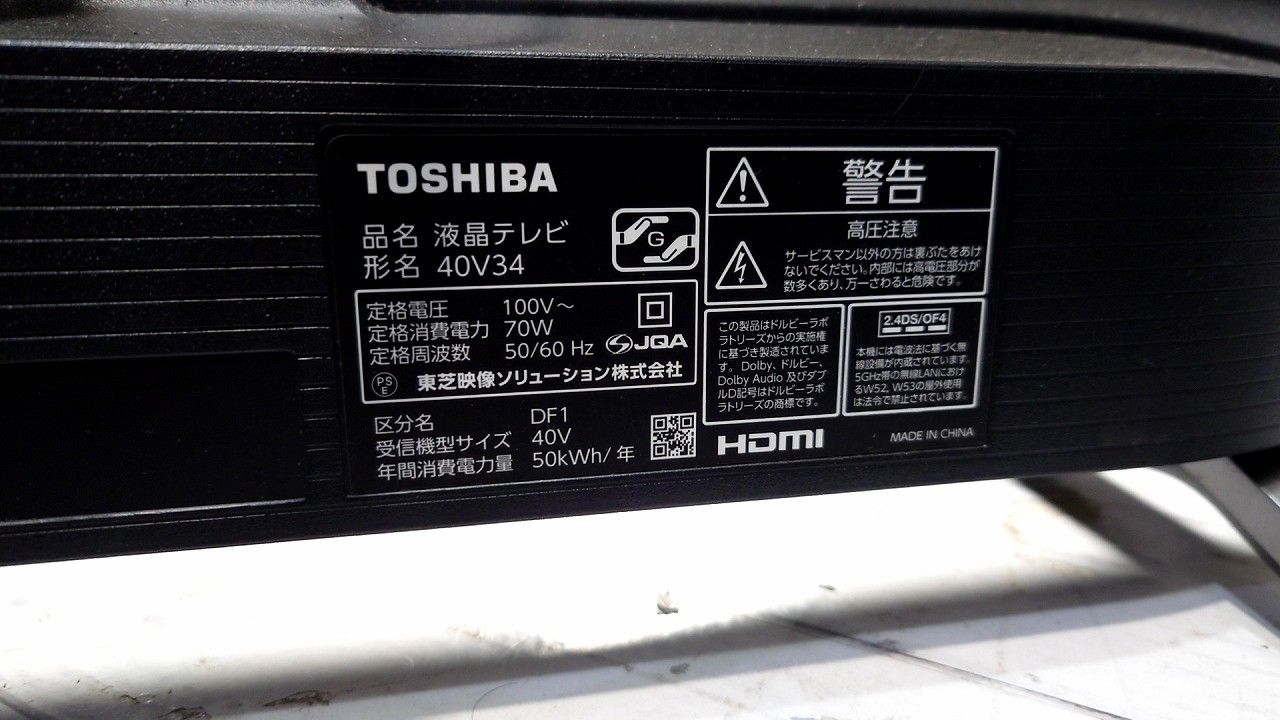 TOSHIBA
品名 液晶テレビ
形名 40V34
G
定格電圧 100V～
定格消費電力 70W
定格周波数 50/60 Hz
JQA
PS
E
東芝映像ソリューション株式会社
区分名 DF1
受信機型サイズ 40V
年間消費電力量 50kWh/年
警告
高圧注意
サービスマン以外の方は裏ぶたをあけ
ないでください。内部には高電圧部分が
数多くあり、万一さわると危険です。
この製品はドルビーラボ
ラトリーズからの実施権
に基づき製造されていま
す。Dolby、ドルビー、
Dolby Audio 及びダブ
ルD記号はドルビーラボ
ラトリーズの商標です。
2.4DS/OF4
本機には電波法に基づく無
線設備が内蔵されています。
5GHz帯の無線LANにおけ
るW52、W53の屋外使用
は法令で禁止されています。
HDMI
MADE IN CHINA